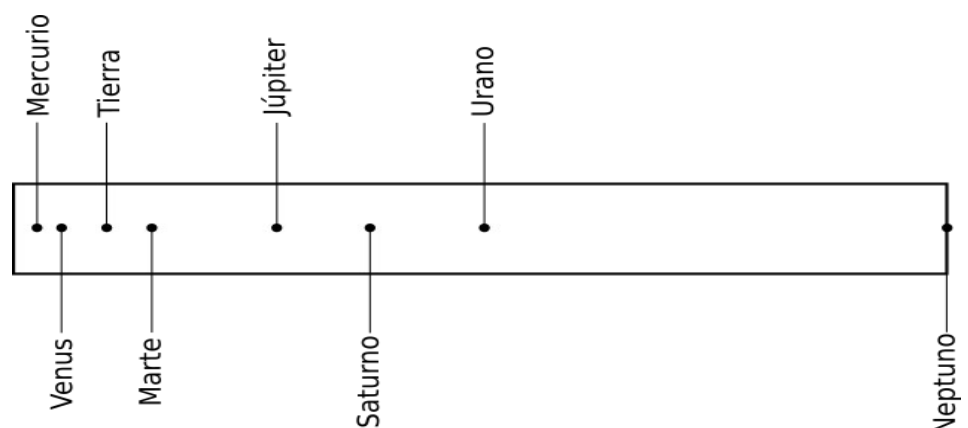 Mercurio
Venus
Tierra
Marte
Júpiter
Saturno
Urano
Neptuno